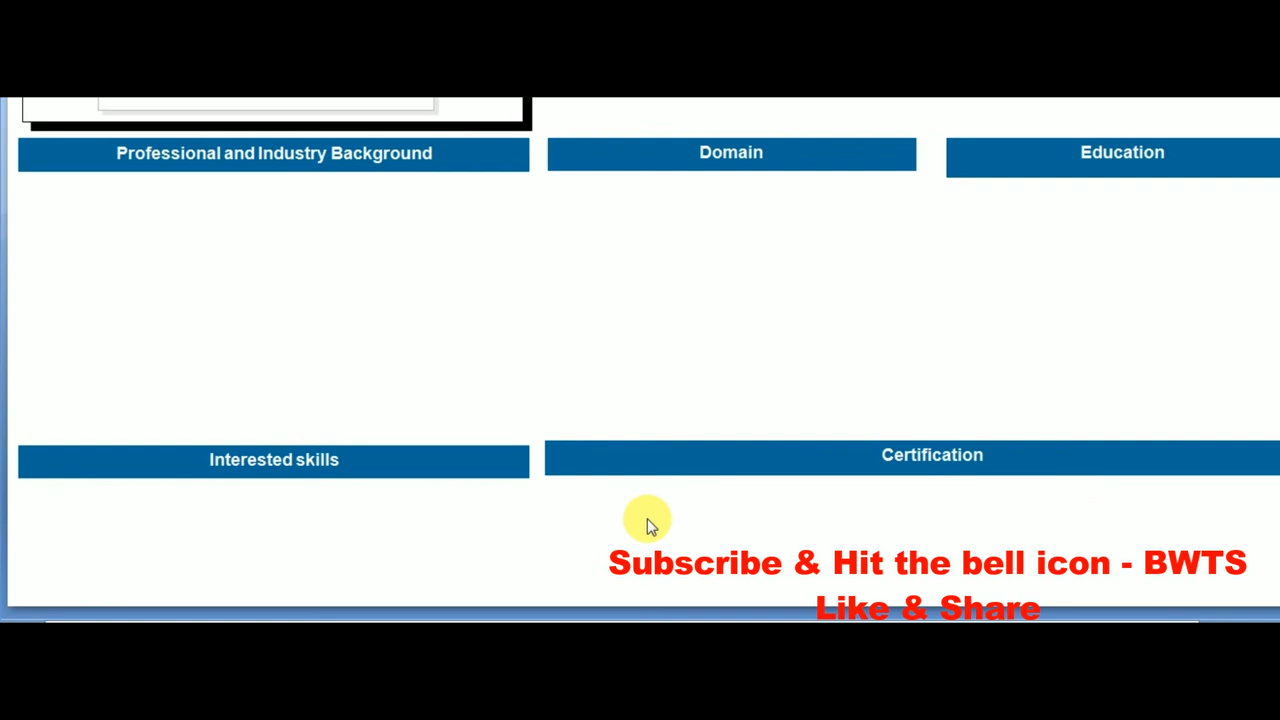 Professional and Industry Background
Domain
Education
Interested skills
Certification
Subscribe & Hit the bell icon - BWTS
Like & Share